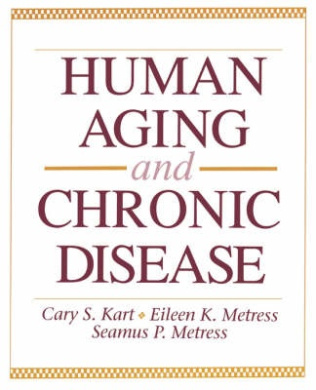 HUMAN
AGING
and
CHRONIC
DISEASE
Cary S. Kart ❖ Eileen K. Metress
Seamus P. Metress